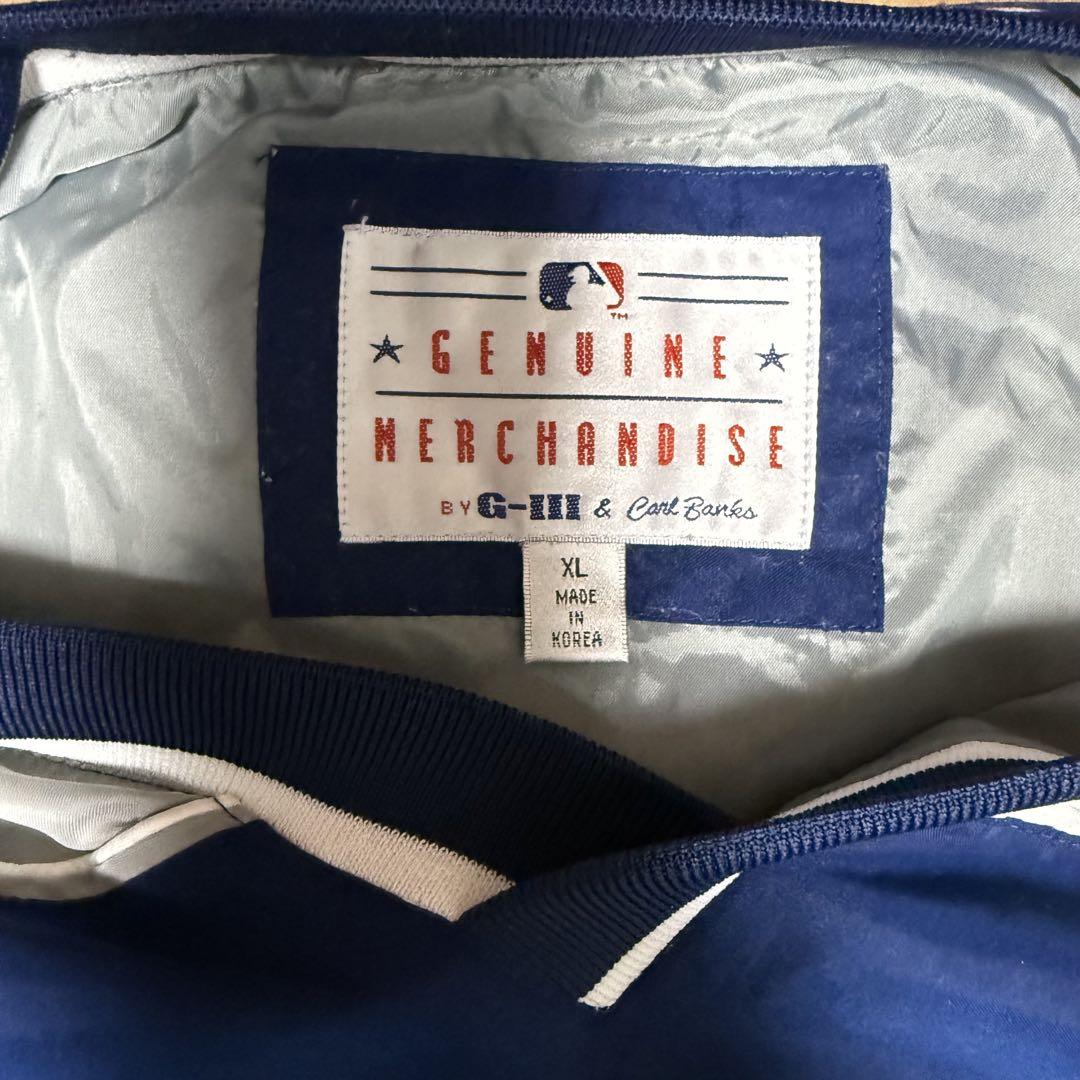 TM
GENUINE
MERCHANDISE
BY G-III & Carl Banks
XL
MADE
IN
KOREA